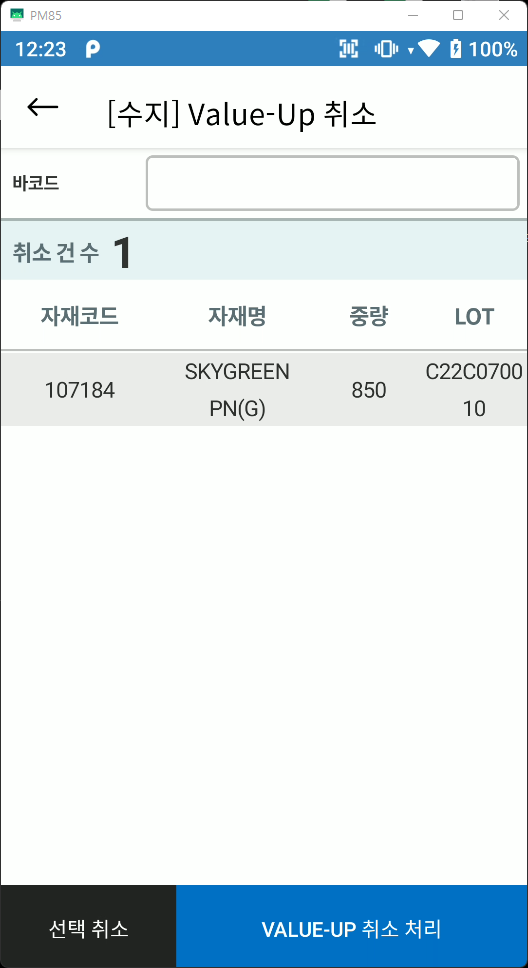 PM85
12:23 100%
[수지] Value-Up 취소
바코드
취소 건 수 1
자재코드 자재명 중량 LOT
107184 SKYGREEN PN(G) 850 C22C070010
선택 취소 VALUE-UP 취소 처리